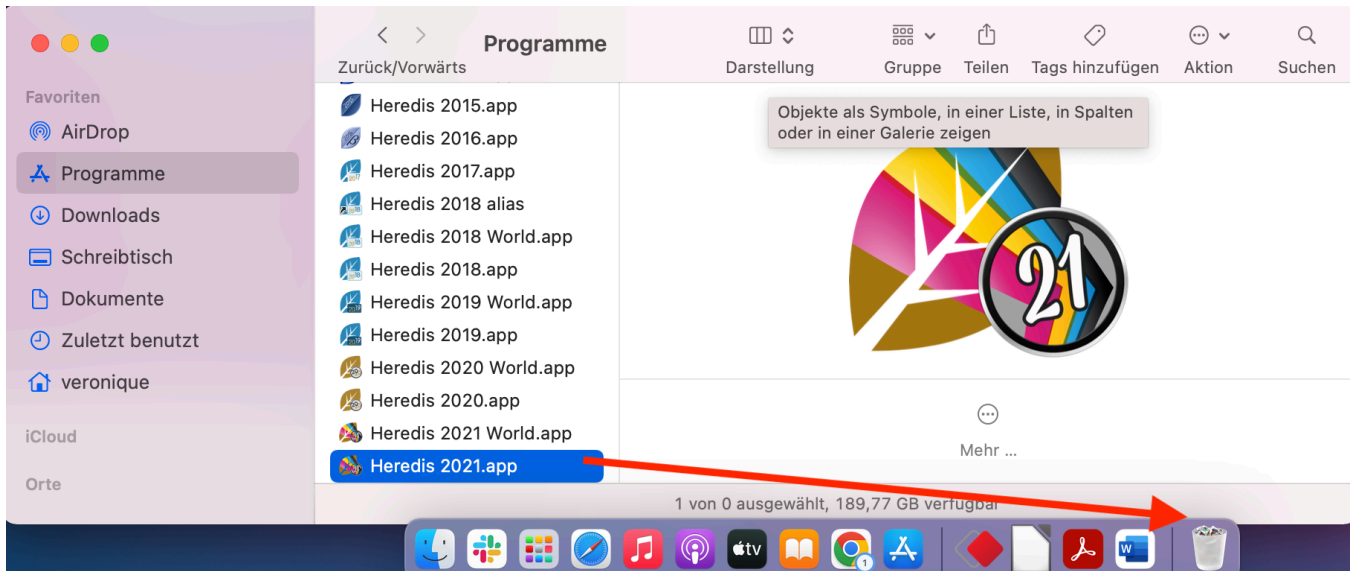 Programme
Zurück/Vorwärts
Darstellung
Gruppe
Teilen
Tags hinzufügen
Aktion
Suchen
Favoriten
AirDrop
Programme
Downloads
Schreibtisch
Dokumente
Zuletzt benutzt
veronique
iCloud
Orte
Heredis 2015.app
Heredis 2016.app
Heredis 2017.app
Heredis 2018 alias
Heredis 2018 World.app
Heredis 2018.app
Heredis 2019 World.app
Heredis 2019.app
Heredis 2020 World.app
Heredis 2020.app
Heredis 2021 World.app
Heredis 2021.app
Objekte als Symbole, in einer Liste, in Spalten
oder in einer Galerie zeigen
21
Mehr ...
1 von 0 ausgewählt, 189,77 GB verfügbar
tv
1
W